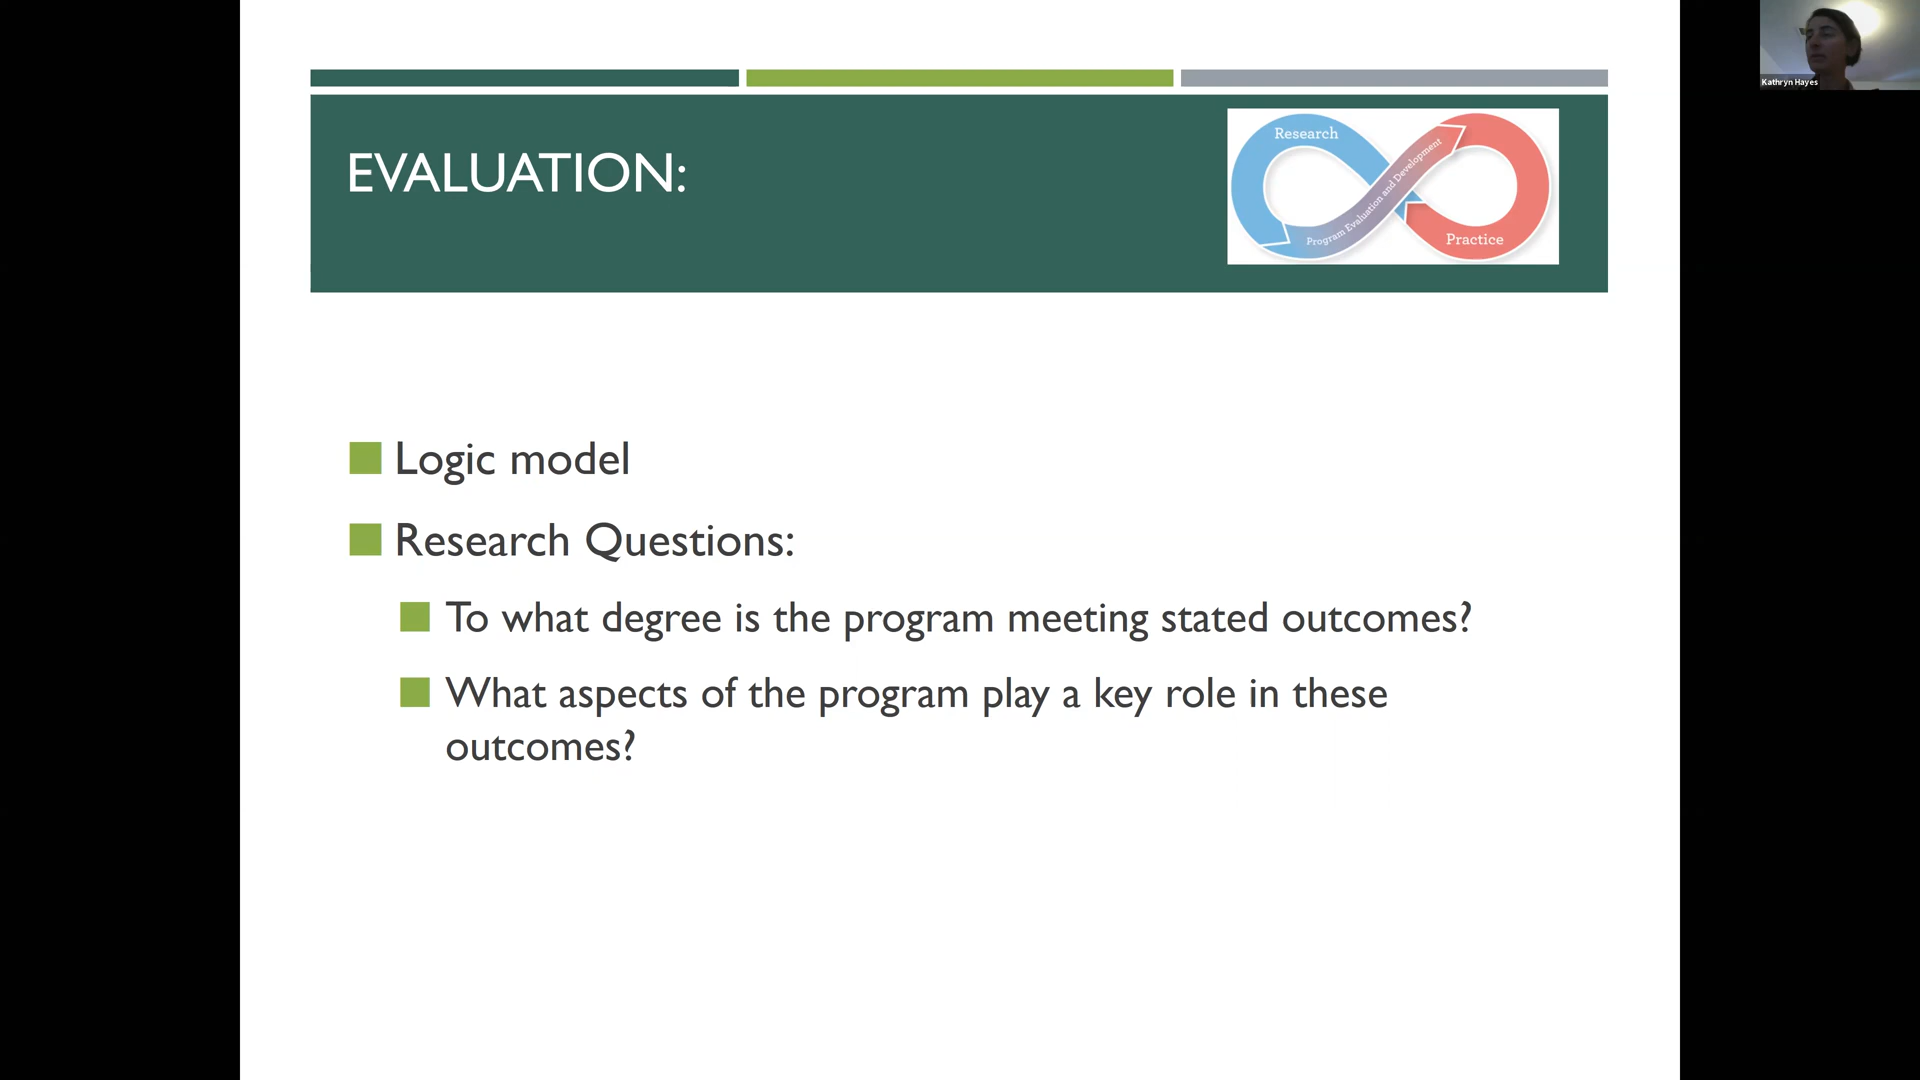 EVALUATION:
Research
Program Evaluation and Development
Practice
Kathryn Hayes
Logic model
Research Questions:
To what degree is the program meeting stated outcomes?
What aspects of the program play a key role in these
outcomes?